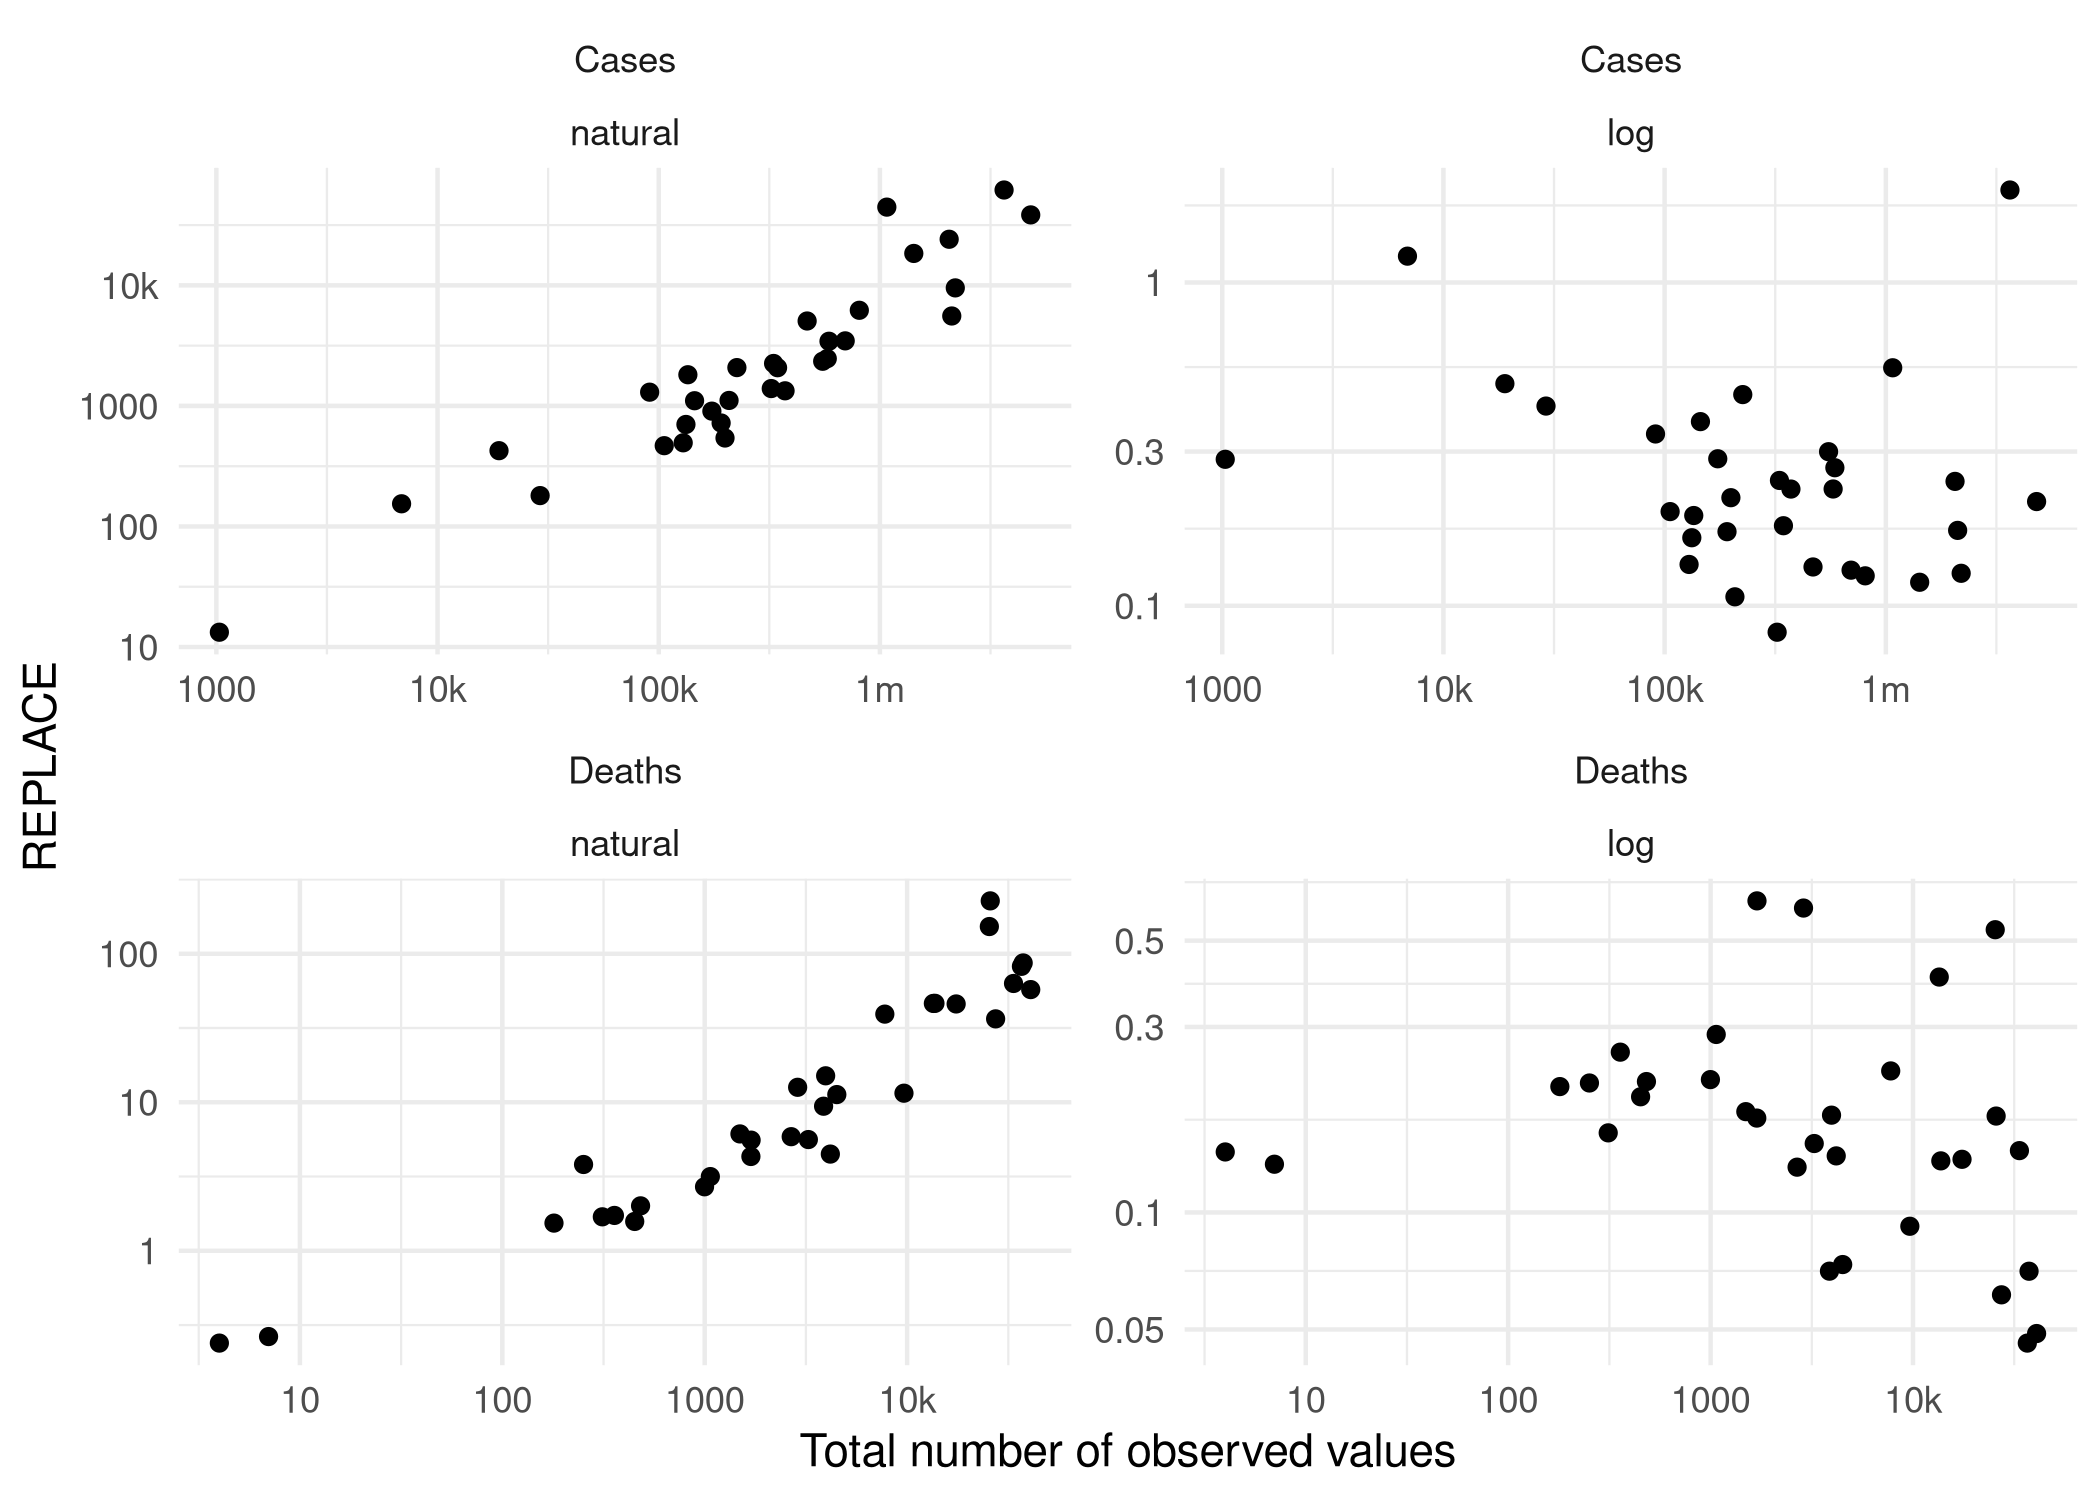 Cases
natural
10k
1000
100
10
1000 10k 100k 1m
Cases
log
1
0.3
0.1
1000 10k 100k 1m
REPLACE
Deaths
natural
100
10
1
10 100 1000 10k
Deaths
log
0.5
0.3
0.1
0.05
10 100 1000 10k
Total number of observed values